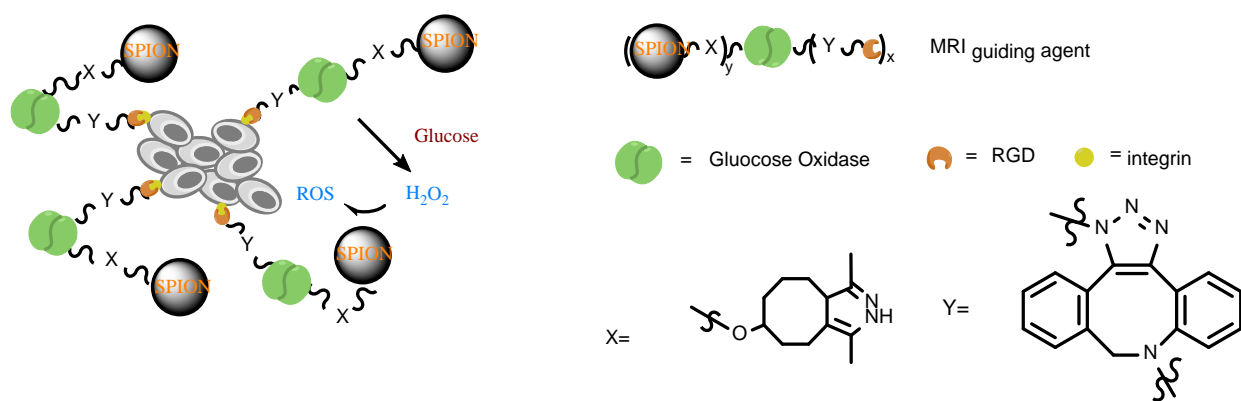 SPION
X
Y
SPION
X
Y
Glucose
H2O2
ROS
Y
X
SPION
Y
X
SPION
(SPION X)y (Y )x MRI guiding agent
= Gluocose Oxidase
= RGD
= integrin
X=
O
N
NH
Y=
N N N
N